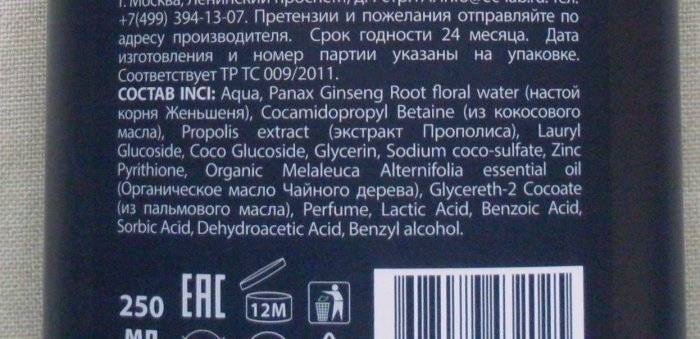 г. Москва, Ленинский проспект, д.
+7(499) 394-13-07. Претензии и пожелания отправляйте по
адресу производителя. Срок годности 24 месяца. Дата
изготовления и номер партии указаны на упаковке.
Соответствует ТР ТС 009/2011.
СОСТАВ INCI: Aqua, Panax Ginseng Root floral water (настой
корня Женьшеня), Cocamidopropyl Betaine (из кокосового
масла), Propolis extract (экстракт Прополиса), Lauryl
Glucoside, Coco Glucoside, Glycerin, Sodium coco-sulfate, Zinc
Pyrithione, Organic Melaleuca Alternifolia essential oil
(Органическое масло Чайного дерева), Glycereth-2 Cocoate
(из пальмового масла), Perfume, Lactic Acid, Benzoic Acid,
Sorbic Acid, Dehydroacetic Acid, Benzyl alcohol.
250 EAC 12M
МЛ